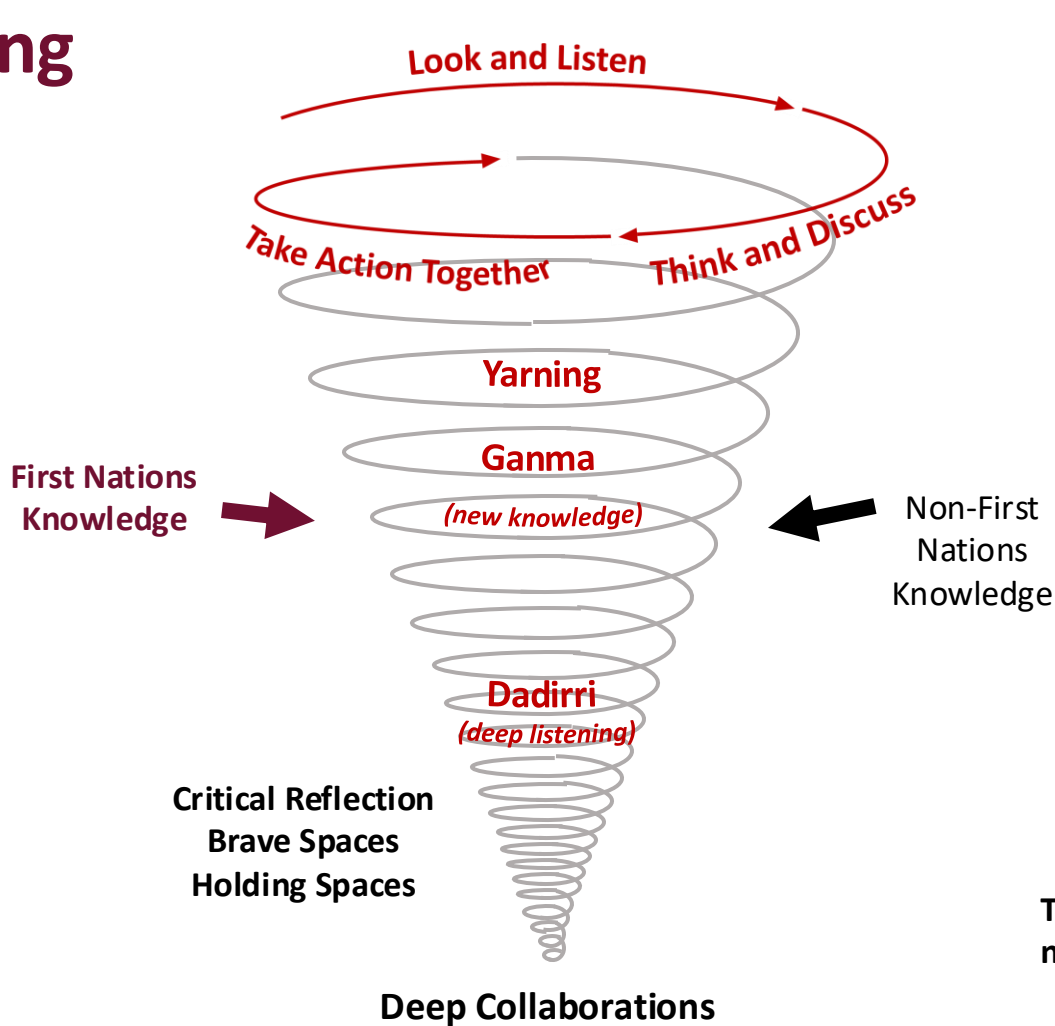 ng
Look and Listen
Take Action Together
Think and Discuss
Yarning
Ganma
(new knowledge)
First Nations
Knowledge
Non-First
Nations
Knowledge
Dadirri
(deep listening)
Critical Reflection
Brave Spaces
Holding Spaces
Deep Collaborations